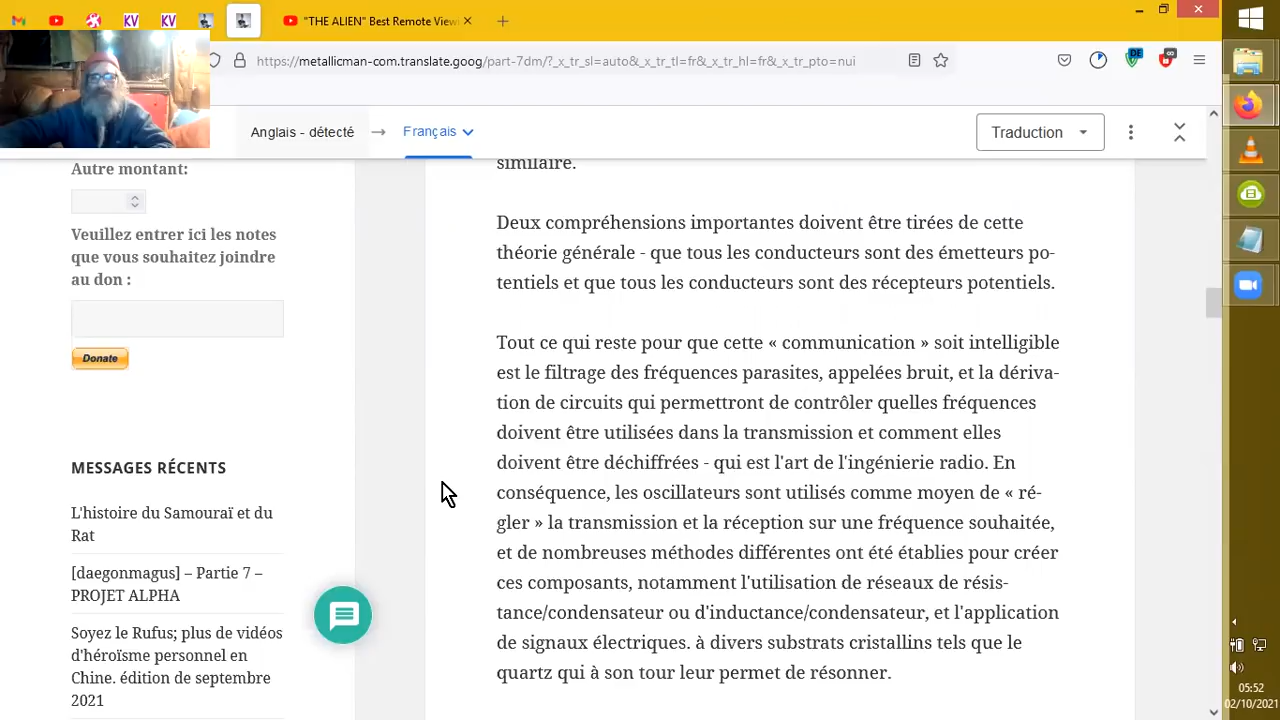 "THE ALIEN" Best Remote View
https://metallicman-com.translate.goog/part-7dm/?_x_tr_sl=auto&_x_tr_tl=fr&_x_tr_hl=fr&_x_tr_pto=nui
Anglais - détecté
Français
Traduction
Autre montant:
Veuillez entrer ici les notes
que vous souhaitez joindre
au don :
Donate
MESSAGES RÉCENTS
L'histoire du Samouraï et du
Rat
[daegonmagus] – Partie 7 –
PROJET ALPHA
Soyez le Rufus; plus de vidéos
d'héroïsme personnel en
Chine. édition de septembre
2021
similaire.
Deux compréhensions importantes doivent être tirées de cette
théorie générale - que tous les conducteurs sont des émetteurs po-
tentiels et que tous les conducteurs sont des récepteurs potentiels.
Tout ce qui reste pour que cette « communication » soit intelligible
est le filtrage des fréquences parasites, appelées bruit, et la dériva-
tion de circuits qui permettront de contrôler quelles fréquences
doivent être utilisées dans la transmission et comment elles
doivent être déchiffrées - qui est l'art de l'ingénierie radio. En
conséquence, les oscillateurs sont utilisés comme moyen de « ré-
gler » la transmission et la réception sur une fréquence souhaitée,
et de nombreuses méthodes différentes ont été établies pour créer
ces composants, notamment l'utilisation de réseaux de résis-
tance/condensateur ou d'inductance/condensateur, et l'application
de signaux électriques. à divers substrats cristallins tels que le
quartz qui à son tour leur permet de résonner.
KV
KV
DE
05:52
02/10/2021